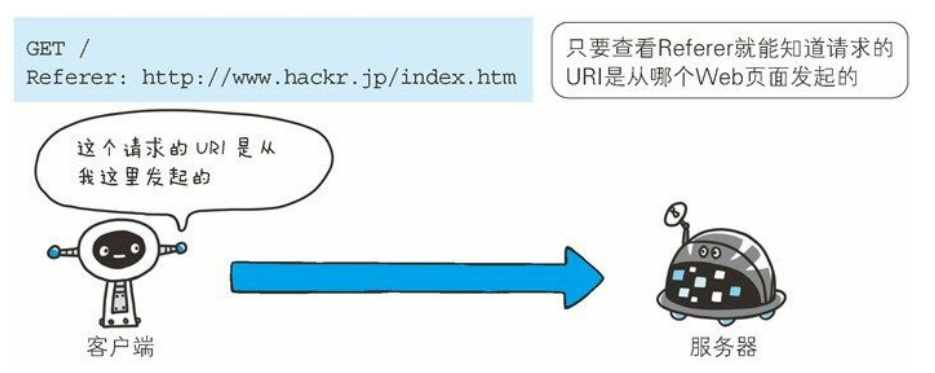 GET /
Referer: http://www.hackr.jp/index.htm
只要查看Referer就能知道请求的
URI是从哪个Web页面发起的
这个请求的 URI 是从
我这里发起的
客户端
服务器